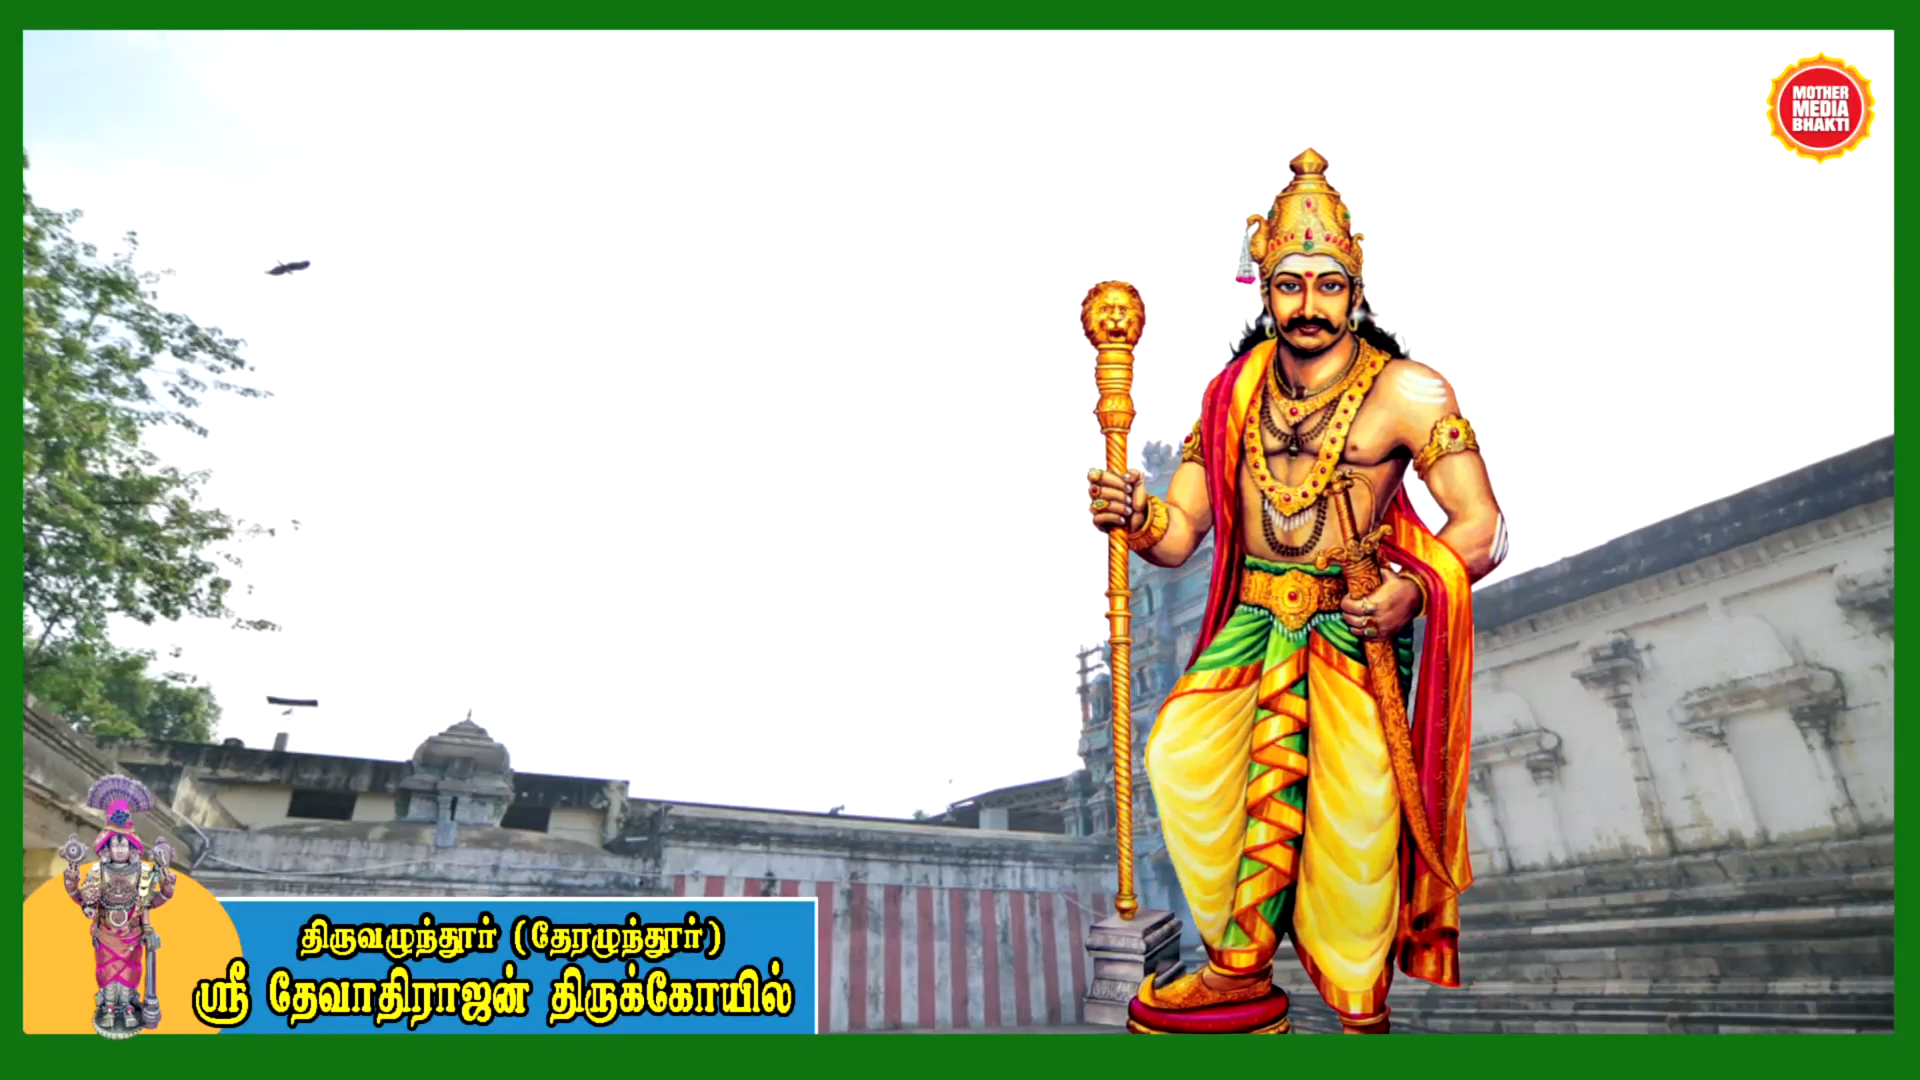 MOTHER
MEDIA
BHAKTI
திருவழுந்தூர் (தேரழுந்தூர்)
ஸ்ரீ தேவாதிராஜன் திருக்கோயில்